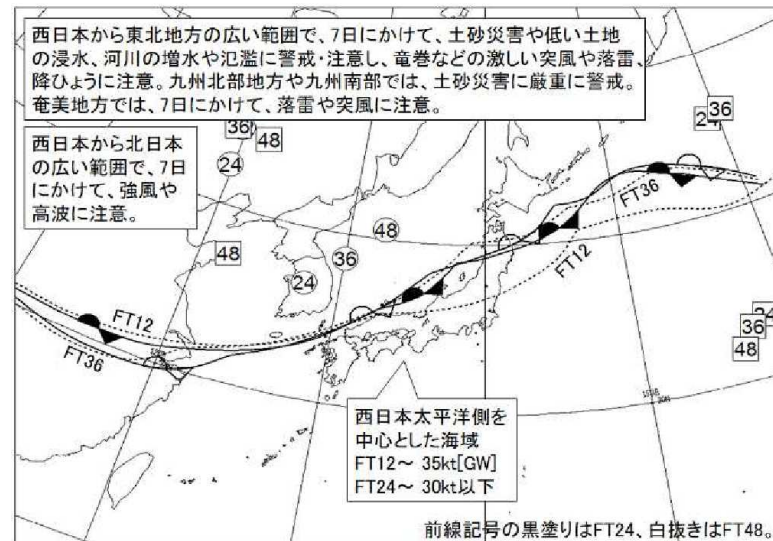 西日本から東北地方の広い範囲で、7日にかけて、土砂災害や低い土地
の浸水、河川の増水や氾濫に警戒・注意し、竜巻などの激しい突風や落雷、
降ひょうに注意。九州北部地方や九州南部では、土砂災害に厳重に警戒。
奄美地方では、7日にかけて、落雷や突風に注意。
西日本から北日本
の広い範囲で、7日
にかけて、強風や
高波に注意。
36
48
24
36
24
48
36
24
48
FT36
FT12
FT12
FT36
24
36
48
西日本太平洋側を
中心とした海域
FT12~ 35kt[GW]
FT24~ 30kt以下
前線記号の黒塗りはFT24、白抜きはFT48。